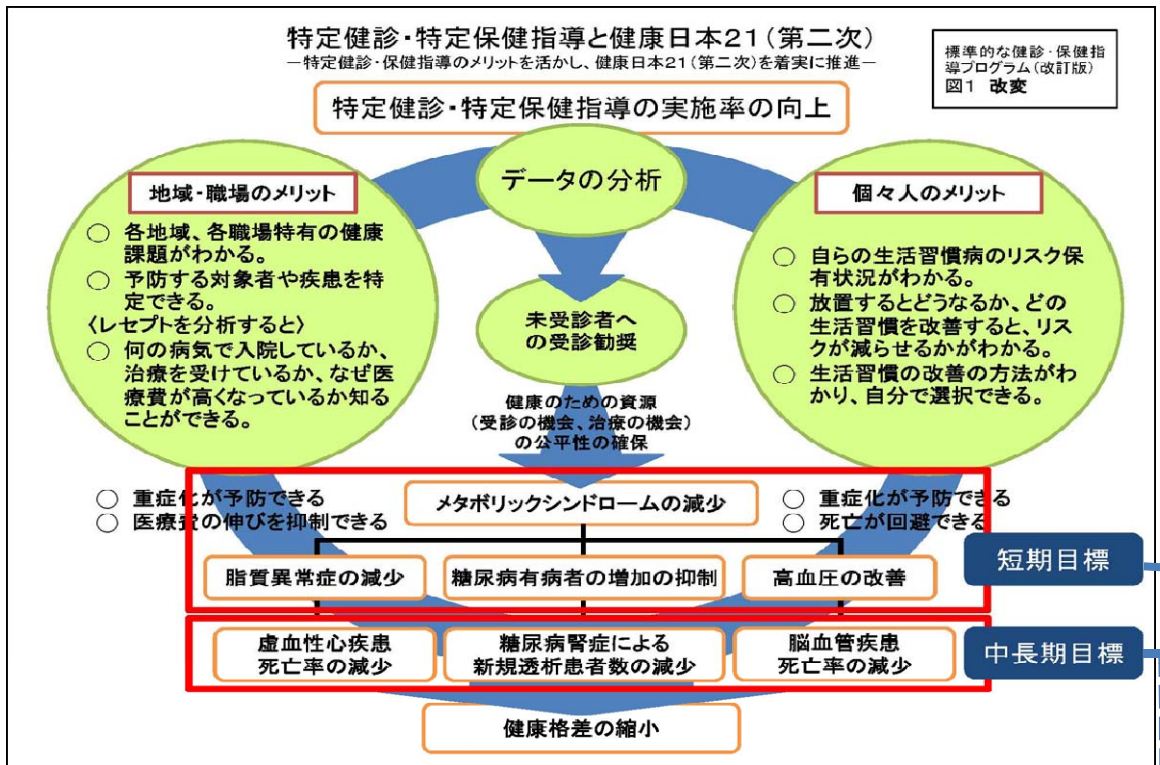 特定健診・特定保健指導と健康日本21(第二次)
－特定健診・保健指導のメリットを活かし、健康日本21(第二次)を着実に推進－
標準的な健診・保健指
導プログラム(改訂版)
図1 改変
特定健診・特定保健指導の実施率の向上
データの分析
地域・職場のメリット
○ 各地域、各職場特有の健康
課題がわかる。
○ 予防する対象者や疾患を特
定できる。
〈レセプトを分析すると〉
○ 何の病気で入院しているか、
治療を受けているか、なぜ医
療費が高くなっているか知る
ことができる。
未受診者へ
の受診勧奨
個々人のメリット
○ 自らの生活習慣病のリスク保
有状況がわかる。
○ 放置するとどうなるか、どの
生活習慣を改善すると、リス
クが減らせるかがわかる。
○ 生活習慣の改善の方法がわ
かり、自分で選択できる。
健康のための資源
(受診の機会、治療の機会)
の公平性の確保
○ 重症化が予防できる
○ 医療費の伸びを抑制できる
メタボリックシンドロームの減少
○ 重症化が予防できる
○ 死亡が回避できる
脂質異常症の減少
糖尿病有病者の増加の抑制
高血圧の改善
短期目標
虚血性心疾患
死亡率の減少
糖尿病腎症による
新規透析患者数の減少
脳血管疾患
死亡率の減少
中長期目標
健康格差の縮小